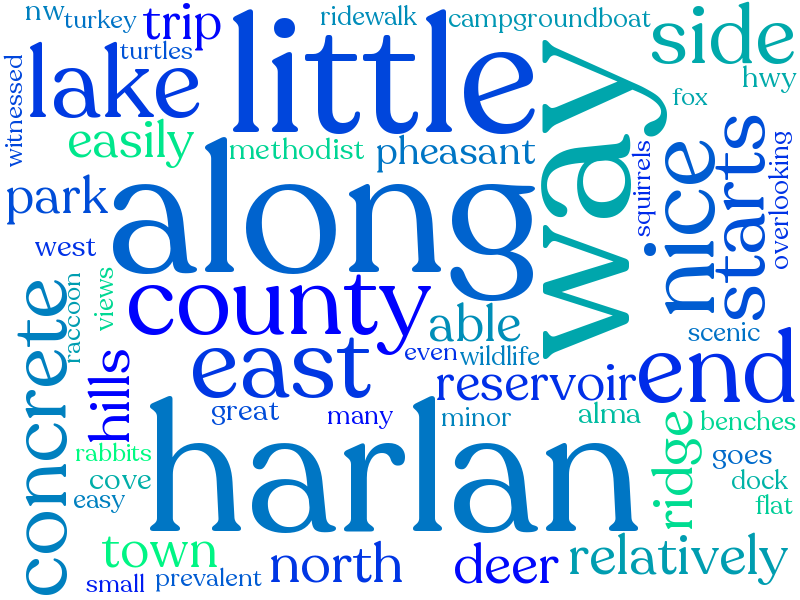 nw
turkey
trip
ridewalk
campgroundboat
side
turtles
lake
little
way
hwy
witnessed
fox
easily
methodist
pheasant
squirrels
nice
starts
overlooking
park
along
west
concrete
raccoon
views
county
able
scenic
even
wildlife
east
hills
reservoir
end
great
many
minor
alma
ridge
benches
harlan
rabbits
goes
cove
dock
easy
flat
town
north
deer
relatively
small
prevalent